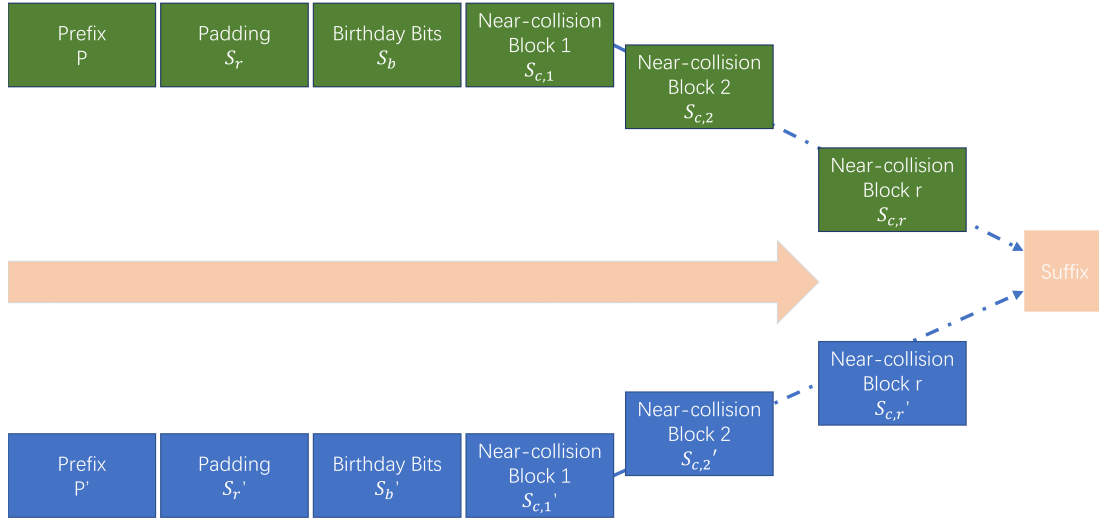 Prefix
P
Padding
S_r
Birthday Bits
S_b
Near-collision
Block 1
S_{c,1}
Near-collision
Block 2
S_{c,2}
Near-collision
Block r
S_{c,r}
Suffix
Near-collision
Block r
S_{c,r}'
Near-collision
Block 2
S_{c,2}'
Prefix
P'
Padding
S_r'
Birthday Bits
S_b'
Near-collision
Block 1
S_{c,1}'